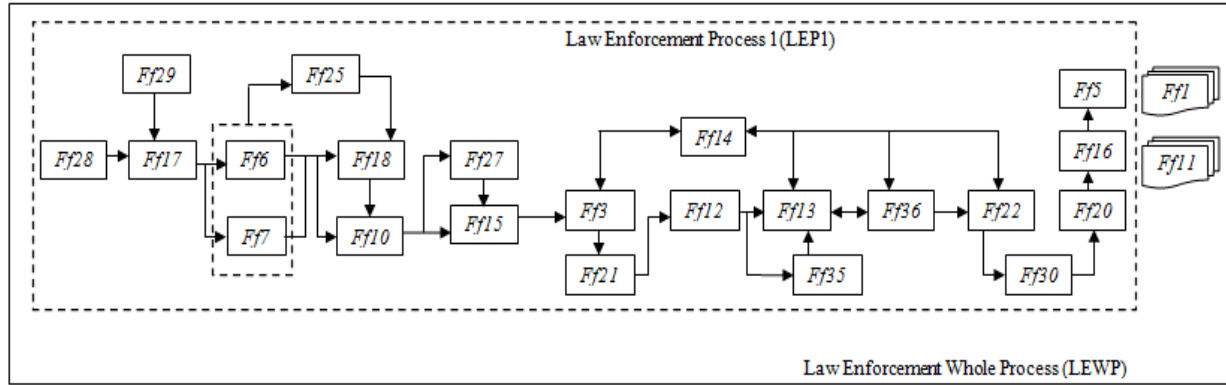 Law Enforcement Process 1(LEP1)
Ff29
Ff25
Ff5
Ff1
Ff28
Ff17
Ff6
Ff18
Ff27
Ff14
Ff16
Ff11
Ff7
Ff10
Ff15
Ff3
Ff12
Ff13
Ff36
Ff22
Ff20
Ff21
Ff35
Ff30
Law Enforcement Whole Process (LEWP)